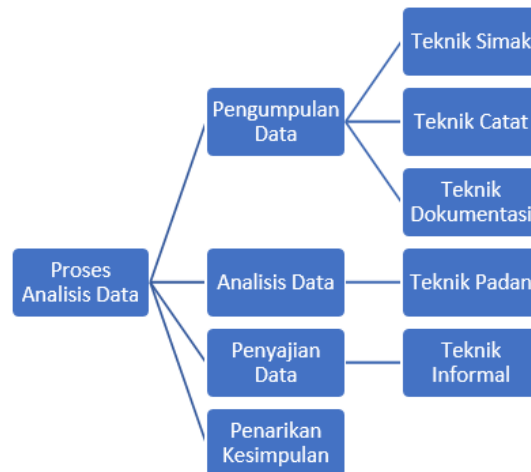 Teknik Simak
Pengumpulan
Data
Teknik Catat
Teknik
Dokumentasi
Proses
Analisis Data
Analisis Data
Teknik Padan
Penyajian
Data
Teknik
Informal
Penarikan
Kesimpulan